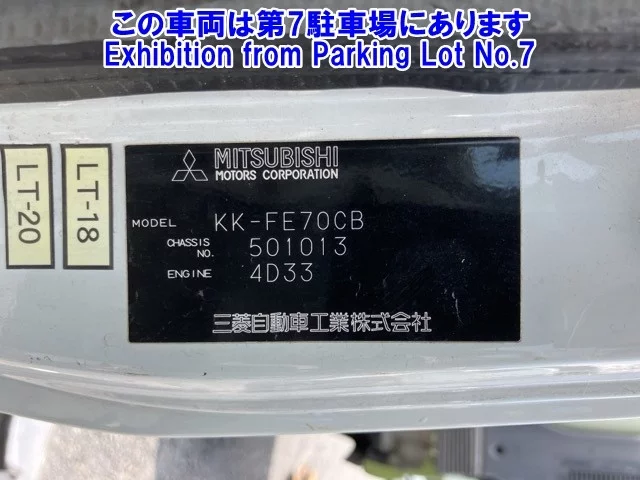 この車両は第7駐車場にあります
Exhibition from Parking Lot No.7
MITSUBISHI
MOTORS CORPORATION
MODEL KK-FE70CB
CHASSIS NO. 501013
ENGINE 4D33
三菱自動車工業株式会社
LT-20
LT-18